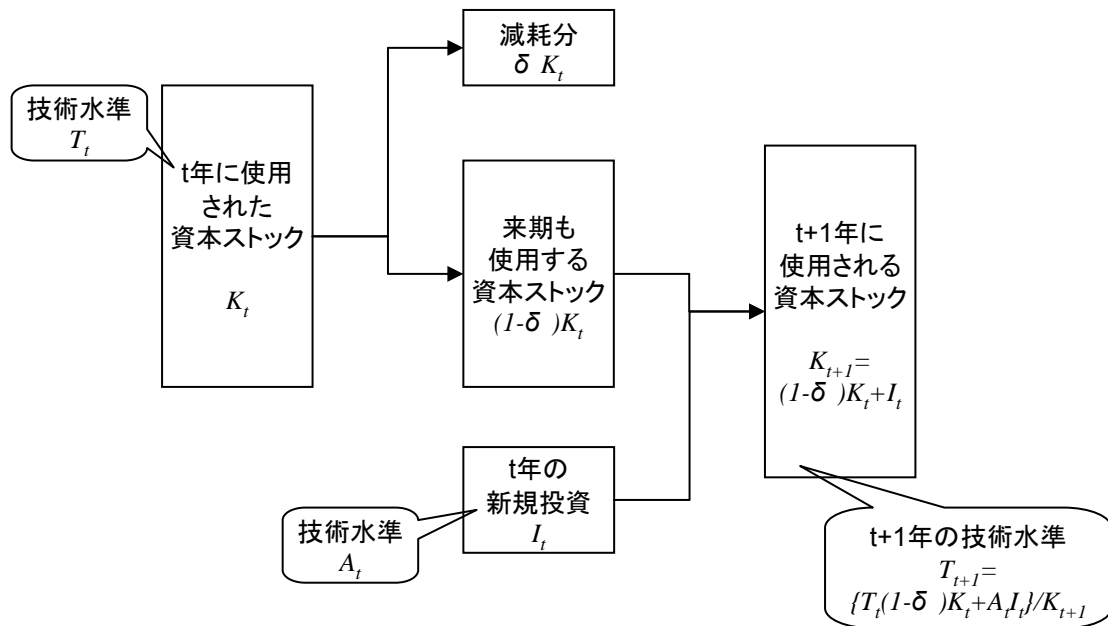 技術水準
T_t
t年に使用
された
資本ストック
K_t
減耗分
δ K_t
来期も
使用する
資本ストック
(1-δ )K_t
t年の
新規投資
I_t
技術水準
A_t
t+1年に
使用される
資本ストック
K_{t+1}=
(1-δ )K_t+I_t
t+1年の技術水準
T_{t+1}=
{T_t(1-δ )K_t+A_tI_t}/K_{t+1}